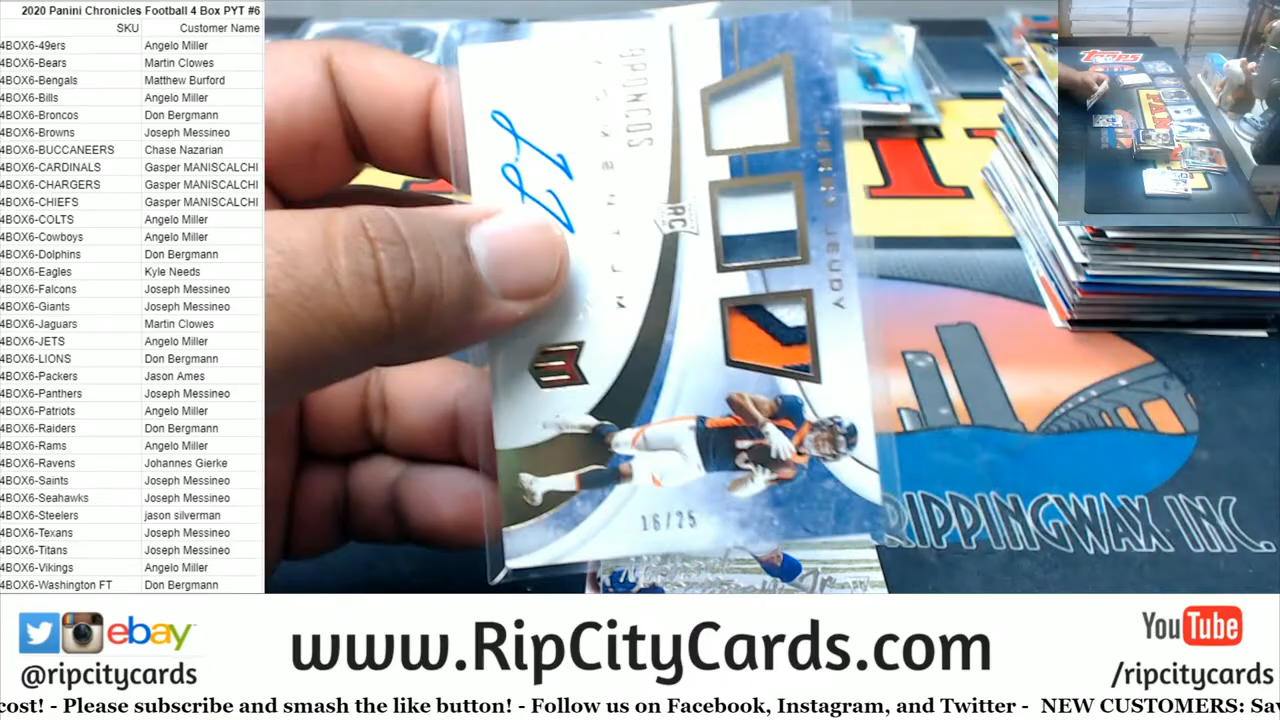 2020 Panini Chronicles Football 4 Box PYT #6
SKU Customer Name
4BOX6-49ers Angelo Miller
4BOX6-Bears Martin Clowes
4BOX6-Bengals Matthew Burford
4BOX6-Bills Angelo Miller
4BOX6-Broncos Don Bergmann
4BOX6-Browns Joseph Messineo
4BOX6-BUCCANEERS Chase Nazarian
4BOX6-CARDINALS Gasper MANISCALCHI
4BOX6-CHARGERS Gasper MANISCALCHI
4BOX6-CHIEFS Gasper MANISCALCHI
4BOX6-COLTS Angelo Miller
4BOX6-Cowboys Angelo Miller
4BOX6-Dolphins Don Bergmann
4BOX6-Eagles Kyle Needs
4BOX6-Falcons Joseph Messineo
4BOX6-Giants Joseph Messineo
4BOX6-Jaguars Martin Clowes
4BOX6-JETS Angelo Miller
4BOX6-LIONS Don Bergmann
4BOX6-Packers Jason Ames
4BOX6-Panthers Joseph Messineo
4BOX6-Patriots Angelo Miller
4BOX6-Raiders Don Bergmann
4BOX6-Rams Angelo Miller
4BOX6-Ravens Johannes Gierke
4BOX6-Saints Joseph Messineo
4BOX6-Seahawks Joseph Messineo
4BOX6-Steelers jason silverman
4BOX6-Texans Joseph Messineo
4BOX6-Titans Joseph Messineo
4BOX6-Vikings Angelo Miller
4BOX6-Washington FT Don Bergmann
BRONCOS
JEUDY
RC
16/25
Topps
RIPPINGWAX INC.
ebay
@ripcitycards
www.RipCityCards.com
YouTube
/ripcitycards
cost! - Please subscribe and smash the like button! - Follow us on Facebook, Instagram, and Twitter - NEW CUSTOMERS: Sa